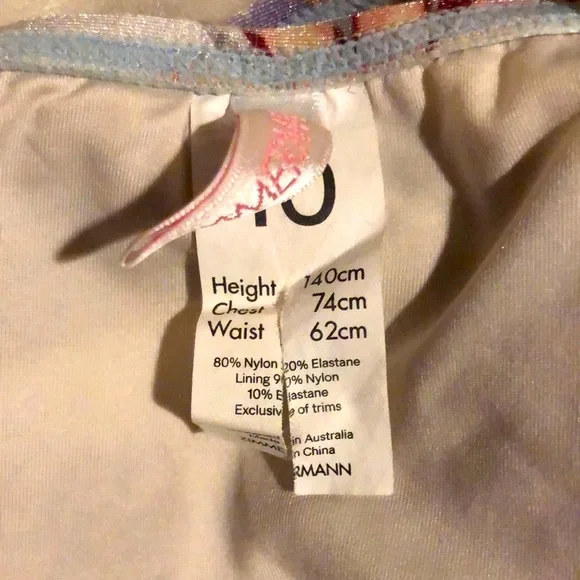 10
Height 140cm
Chest 74cm
Waist 62cm
80% Nylon 20% Elastane
Lining 90% Nylon
10% Elastane
Exclusive of trims
in Australia
in China
ZIMMERMANN